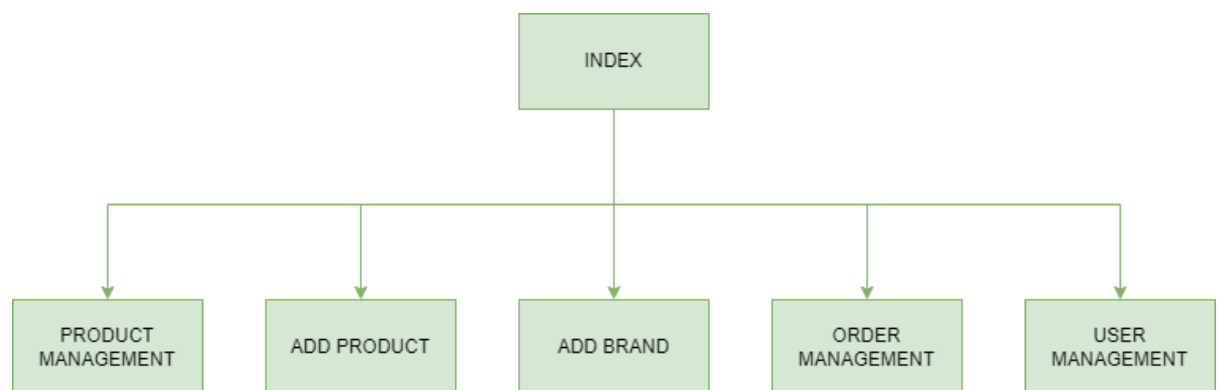 INDEX
PRODUCT
MANAGEMENT
ADD PRODUCT
ADD BRAND
ORDER
MANAGEMENT
USER
MANAGEMENT